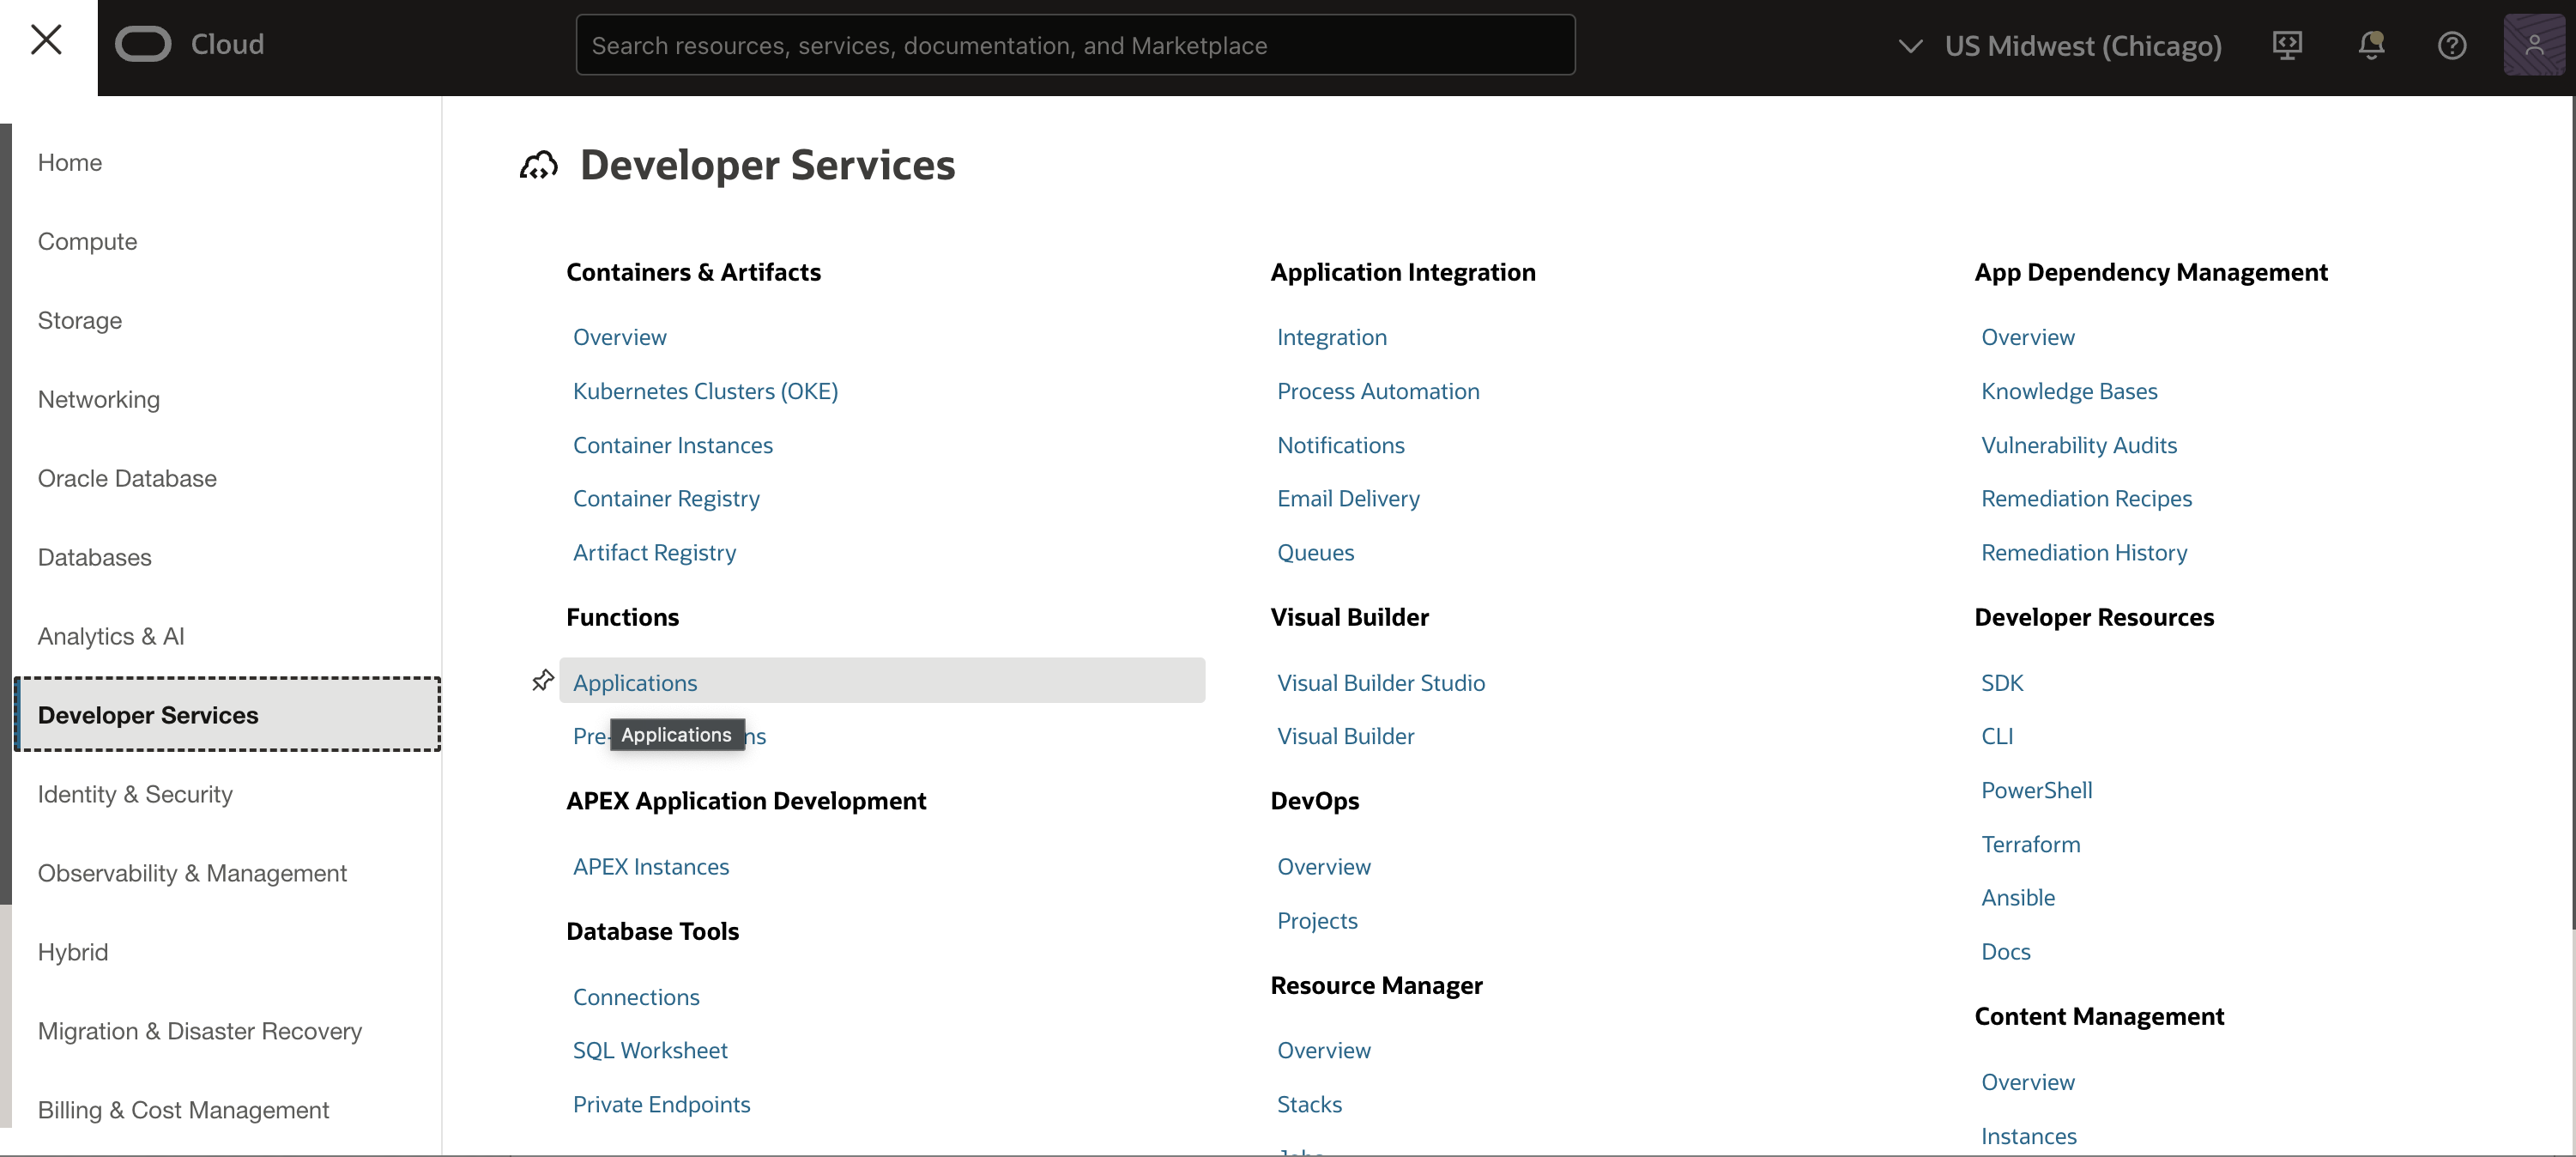 Cloud
Search resources, services, documentation, and Marketplace
US Midwest (Chicago)
Home
Compute
Storage
Networking
Oracle Database
Databases
Analytics & AI
Developer Services
Identity & Security
Observability & Management
Hybrid
Migration & Disaster Recovery
Billing & Cost Management
Developer Services
Containers & Artifacts
Overview
Kubernetes Clusters (OKE)
Container Instances
Container Registry
Artifact Registry
Functions
Applications
Applications
APEX Application Development
APEX Instances
Database Tools
Connections
SQL Worksheet
Private Endpoints
Application Integration
Integration
Process Automation
Notifications
Email Delivery
Queues
Visual Builder
Visual Builder Studio
Visual Builder
DevOps
Overview
Projects
Resource Manager
Overview
Stacks
App Dependency Management
Overview
Knowledge Bases
Vulnerability Audits
Remediation Recipes
Remediation History
Developer Resources
SDK
CLI
PowerShell
Terraform
Ansible
Docs
Content Management
Overview
Instances